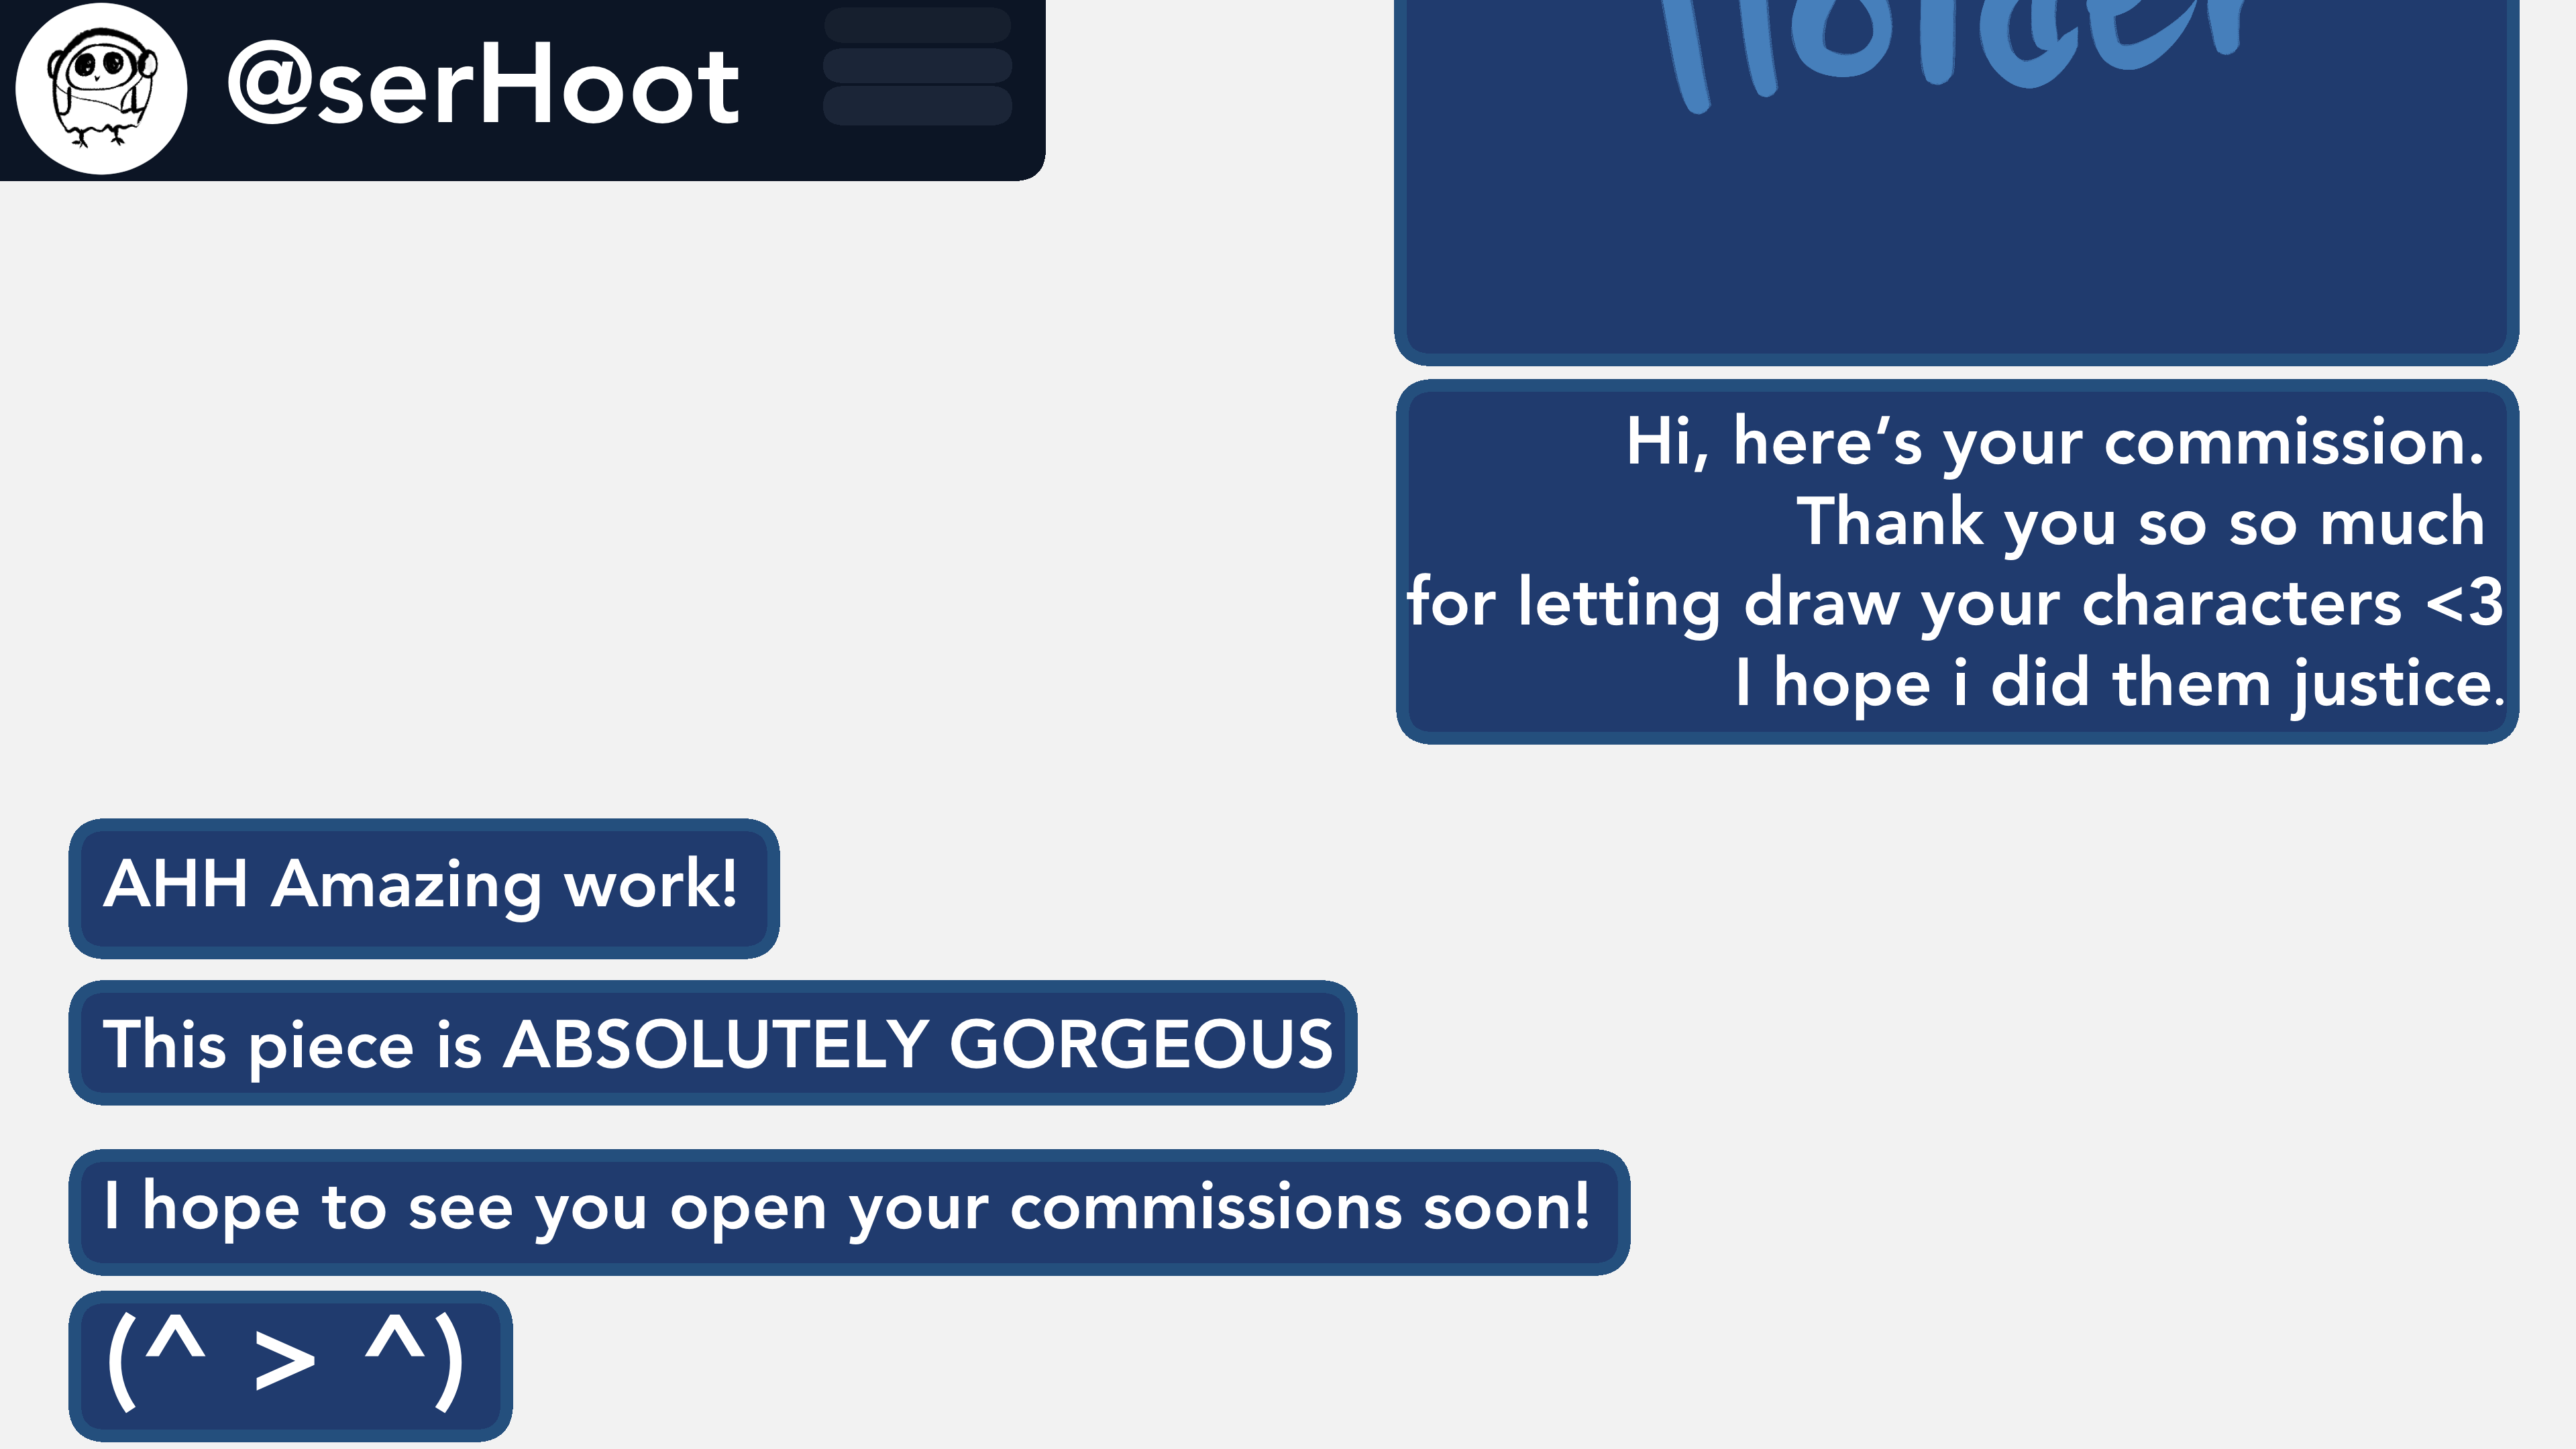 @serHoot
Holder
Hi, here’s your commission.
Thank you so so much
for letting draw your characters <3
I hope i did them justice.
AHH Amazing work!
This piece is ABSOLUTELY GORGEOUS
I hope to see you open your commissions soon!
(^ > ^)